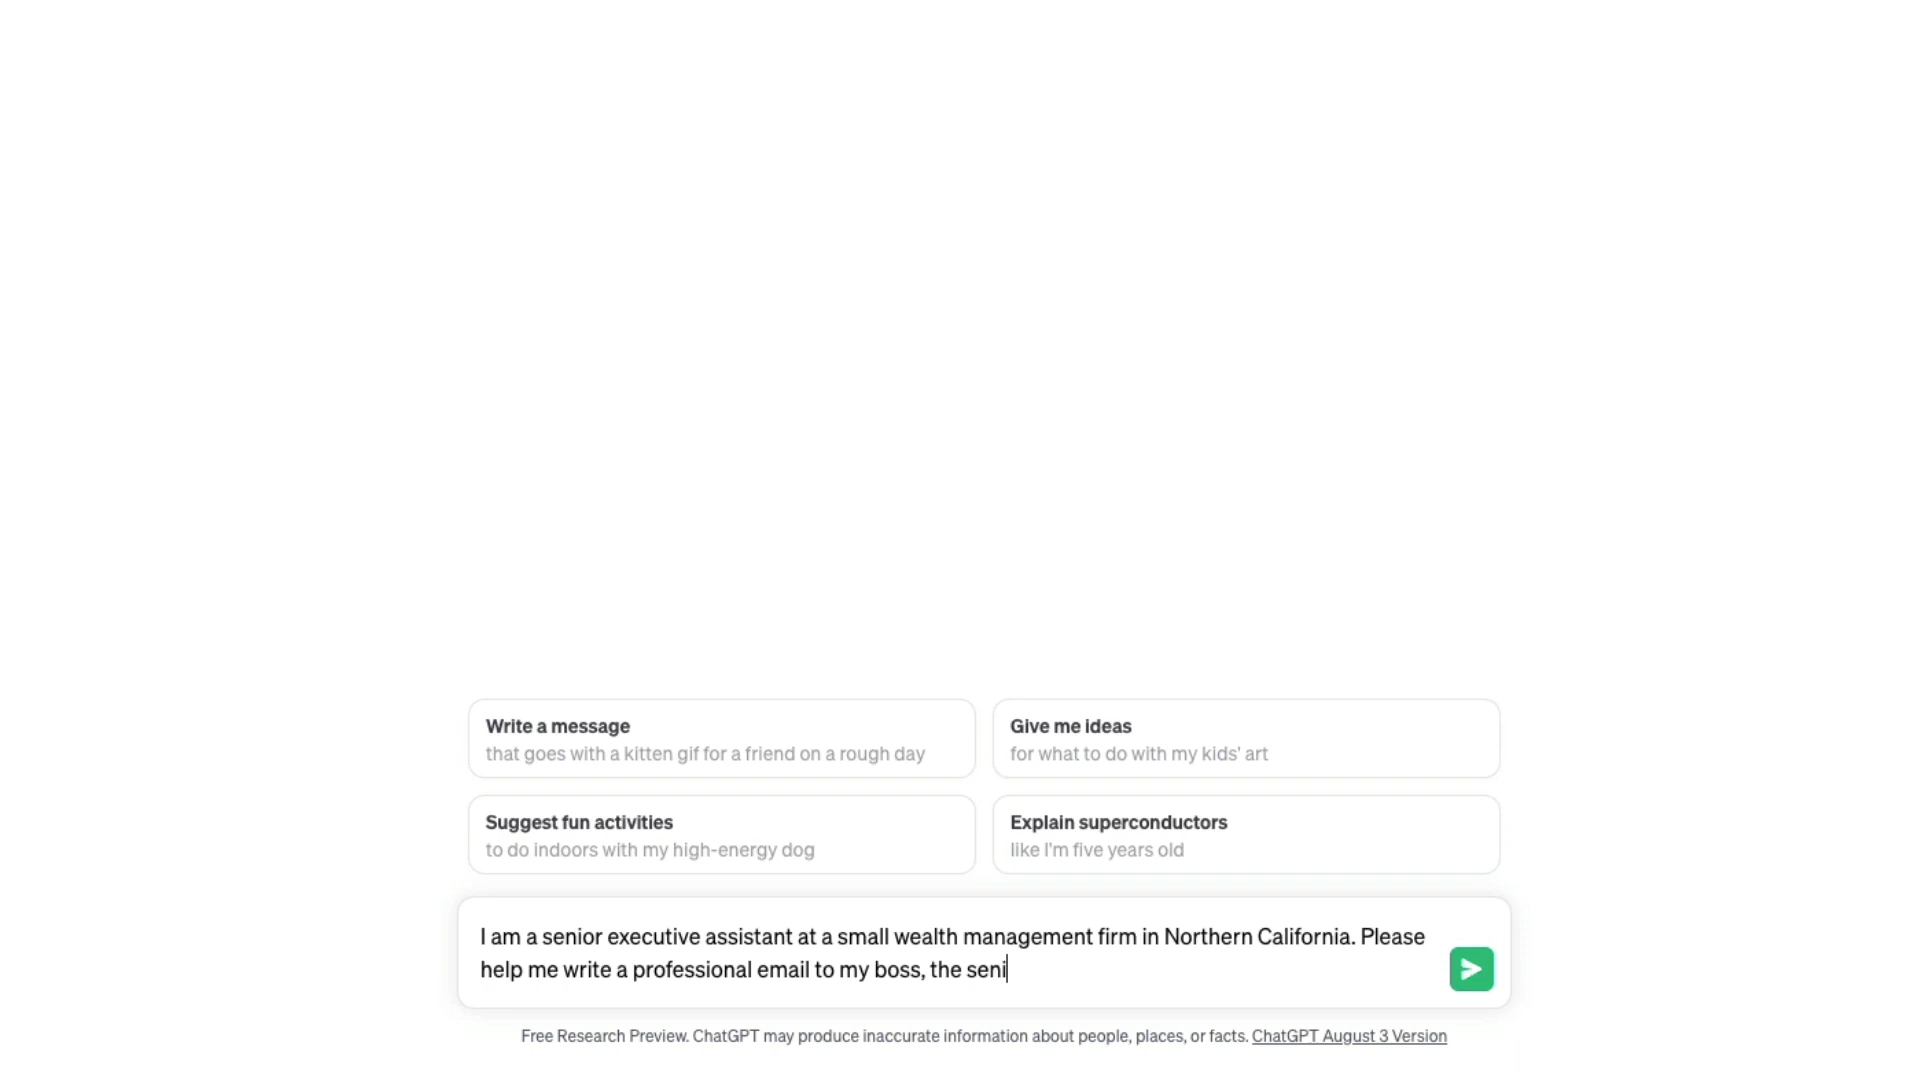 Write a message
that goes with a kitten gif for a friend on a rough day
Give me ideas
for what to do with my kids' art
Suggest fun activities
to do indoors with my high-energy dog
Explain superconductors
like I'm five years old
I am a senior executive assistant at a small wealth management firm in Northern California. Please
help me write a professional email to my boss, the seni
Free Research Preview. ChatGPT may produce inaccurate information about people, places, or facts. ChatGPT August 3 Version